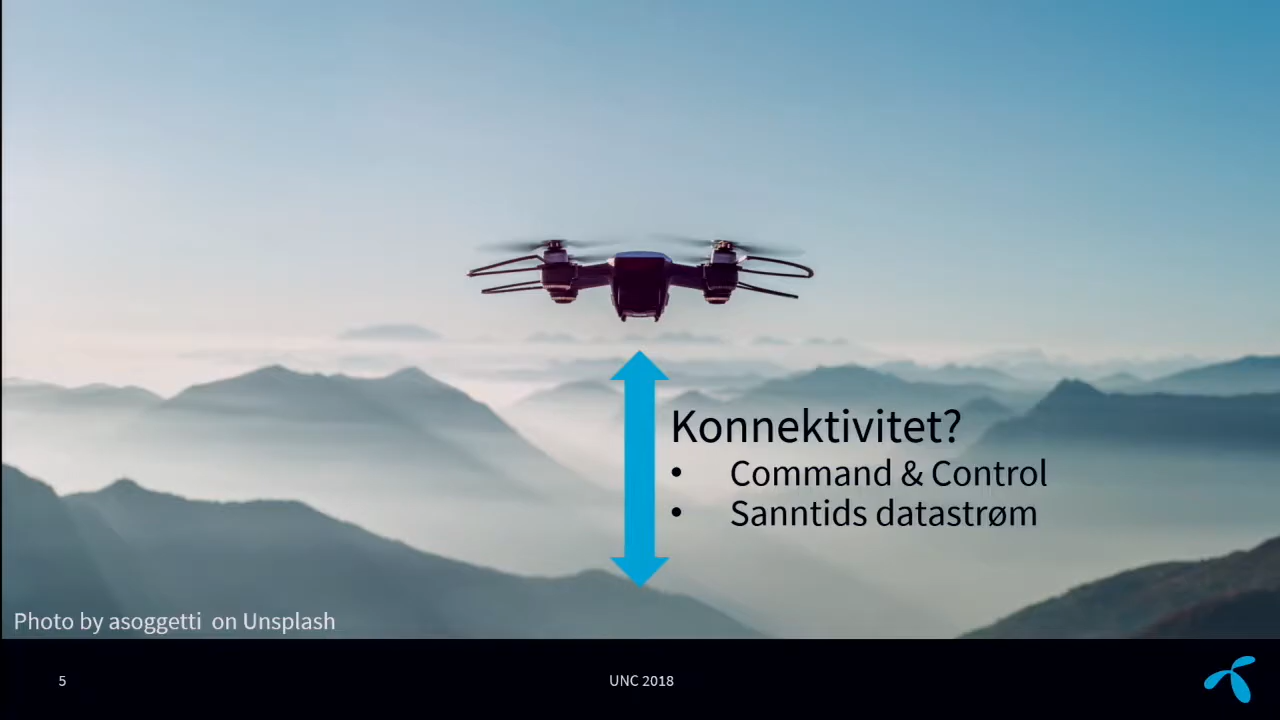 Konnektivitet?
• Command & Control
• Sanntids datastrøm
Photo by asoggetti on Unsplash
5
UNC 2018